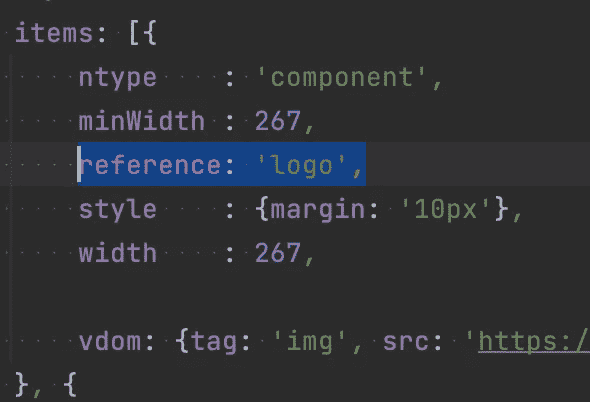 items: [{
ntype    : 'component',
minWidth : 267,
reference: 'logo',
style    : {margin: '10px'},
width    : 267,
vdom: {tag: 'img', src: 'https:/
}, {